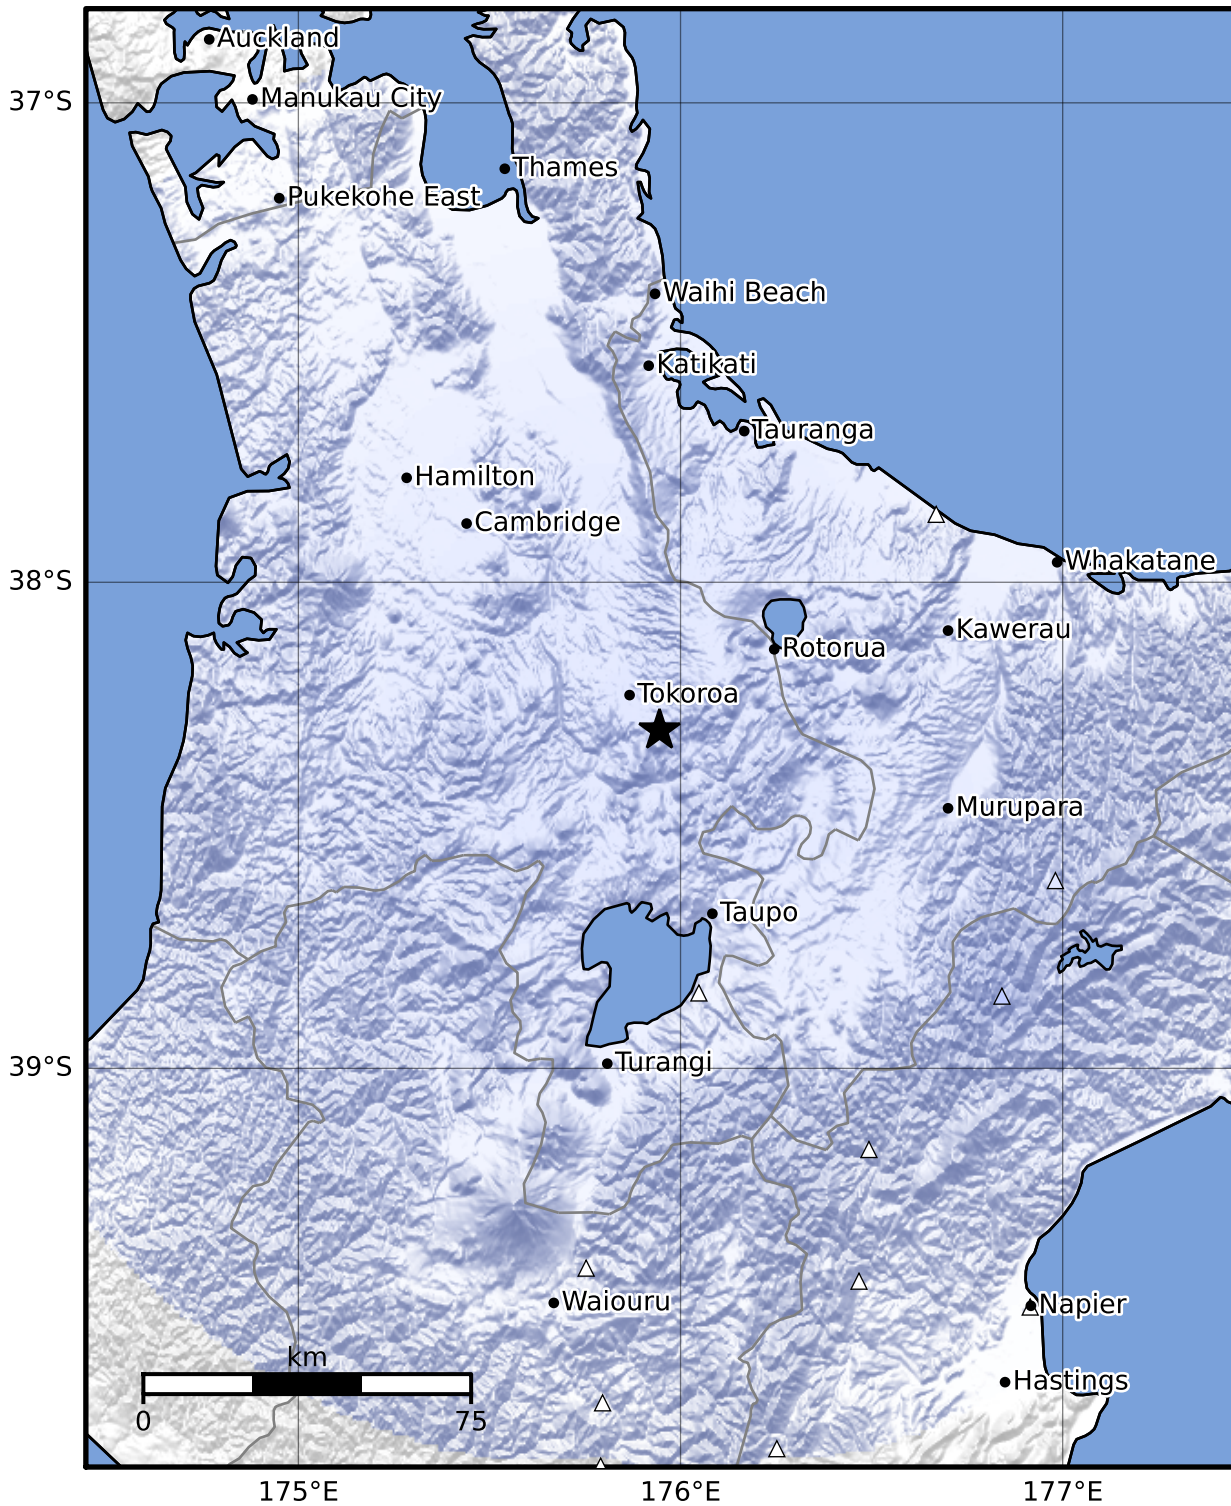 Auckland
37°S
Manukau City
Thames
Pukekohe East
Waihi Beach
Katikati
Tauranga
Hamilton
Cambridge
Whakatane
38°S
Kawerau
Rotorua
Tokoroa
Murupara
Taupo
Turangi
39°S
Waiouru
Napier
km
Hastings
0 75
175°E 176°E 177°E